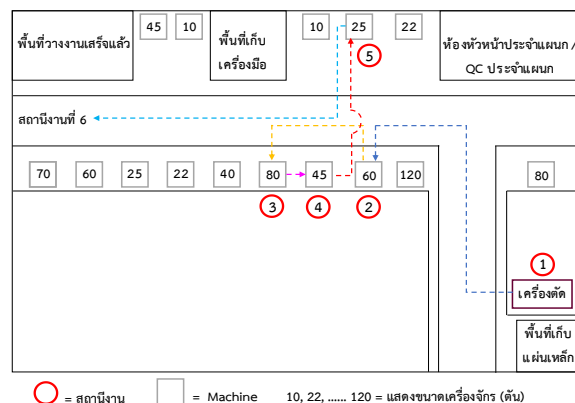 พื้นที่วางงานเสร็จแล้ว
45
10
พื้นที่เก็บ
เครื่องมือ
10
25
22
ห้องหัวหน้าประจำแผนก /
QC ประจำแผนก
5
สถานีงานที่ 6
70
60
25
22
40
80
45
60
120
80
3
4
2
1
เครื่องตัด
พื้นที่เก็บ
แผ่นเหล็ก
= สถานีงาน
= Machine
10, 22, ...... 120 = แสดงขนาดเครื่องจักร (ตัน)